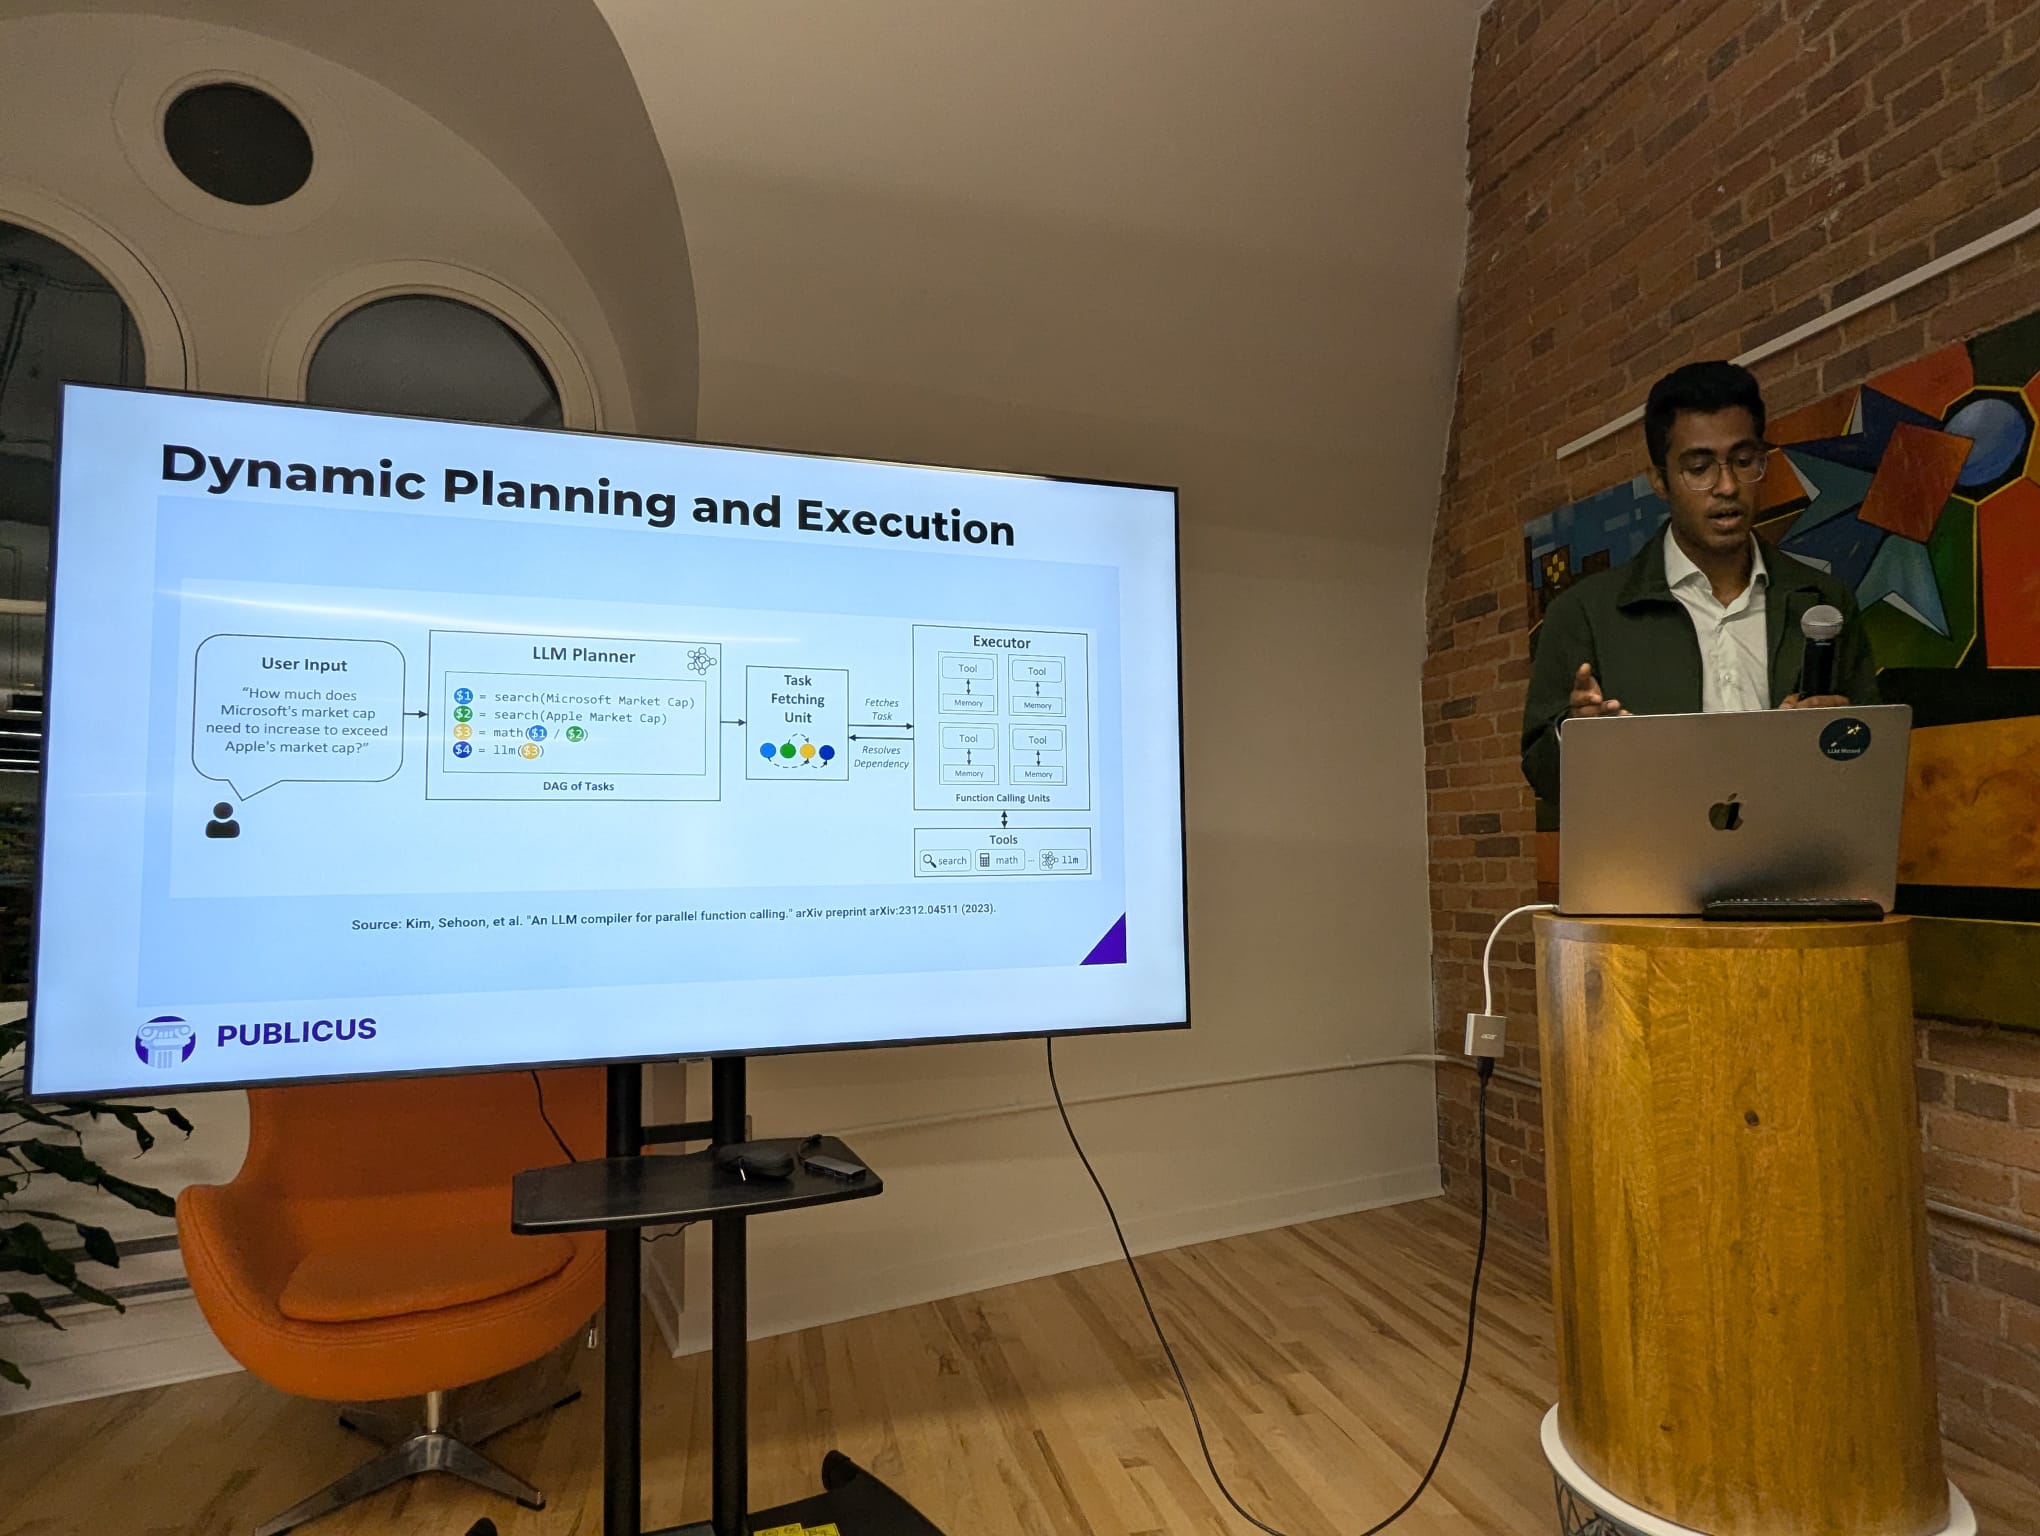 Dynamic Planning and Execution
User Input
“How much does
Microsoft's market cap
need to increase to exceed
Apple's market cap?”
LLM Planner
$1 = search(Microsoft Market Cap)
$2 = search(Apple Market Cap)
$3 = math($1 / $2)
$4 = llm($3)
DAG of Tasks
Task
Fetching
Unit
Fetches
Task
Resolves
Dependency
Executor
Tool
Memory
Tool
Memory
Tool
Memory
Tool
Memory
Function Calling Units
Tools
search
math
...
llm
Source: Kim, Sehoon, et al. "An LLM compiler for parallel function calling." arXiv preprint arXiv:2312.04511 (2023).
PUBLICUS
LLM Wizard
acer